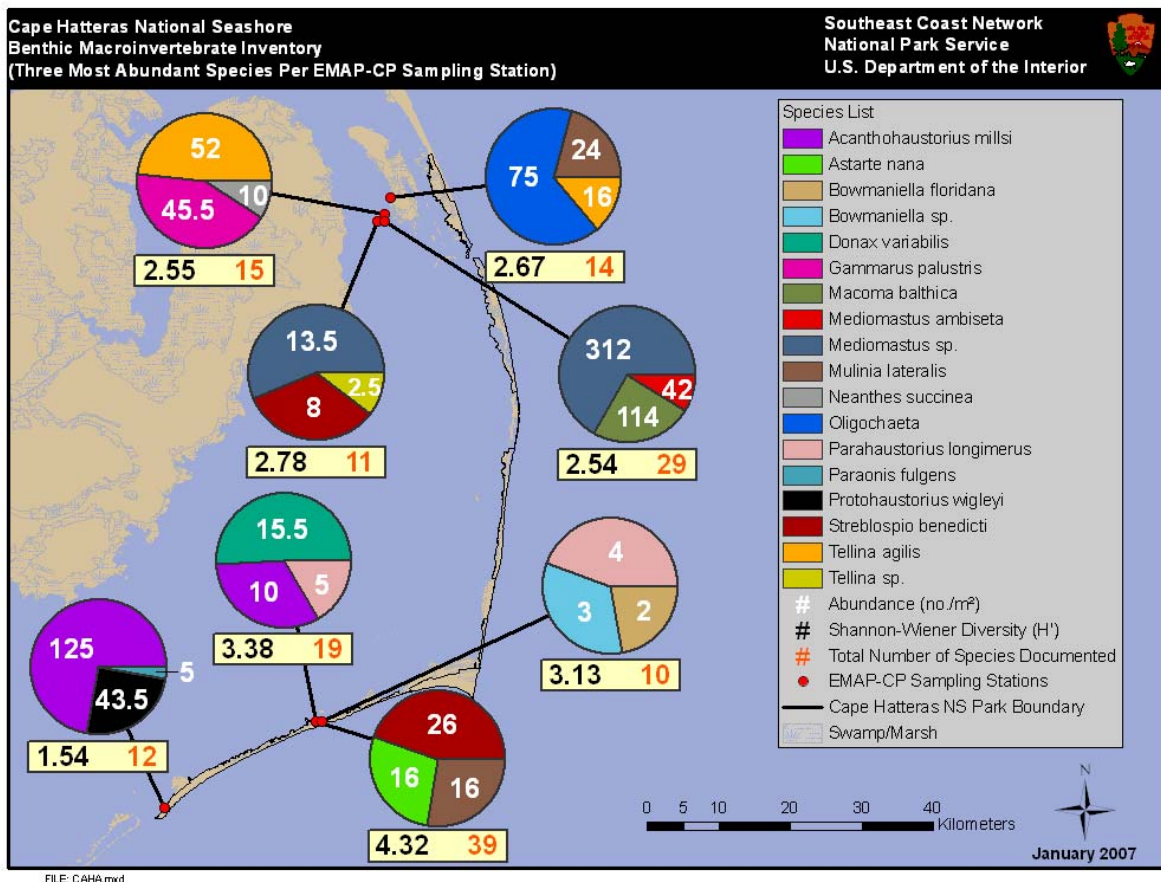 Cape Hatteras National Seashore
Benthic Macroinvertebrate Inventory
(Three Most Abundant Species Per EMAP-CP Sampling Station)
Southeast Coast Network
National Park Service
U.S. Department of the Interior
52
10
45.5
2.55 15
24
75
16
2.67 14
13.5
2.5
8
2.78 11
312
42
114
2.54 29
15.5
10
5
3.38 19
4
3
2
3.13 10
125
5
43.5
1.54 12
26
16
16
4.32 39
Species List
Acanthohaustorius millsi
Astarte nana
Bowmaniella floridana
Bowmaniella sp.
Donax variabilis
Gammarus palustris
Macoma balthica
Mediomastus ambiseta
Mediomastus sp.
Mulinia lateralis
Neanthes succinea
Oligochaeta
Parahaustorius longimerus
Paraonis fulgens
Protohaustorius wigleyi
Streblospio benedicti
Tellina agilis
Tellina sp.
# Abundance (no./m²)
# Shannon-Wiener Diversity (H')
# Total Number of Species Documented
EMAP-CP Sampling Stations
Cape Hatteras NS Park Boundary
Swamp/Marsh
0 5 10 20 30 40
Kilometers
N
January 2007
FILE: CAHA.mxd